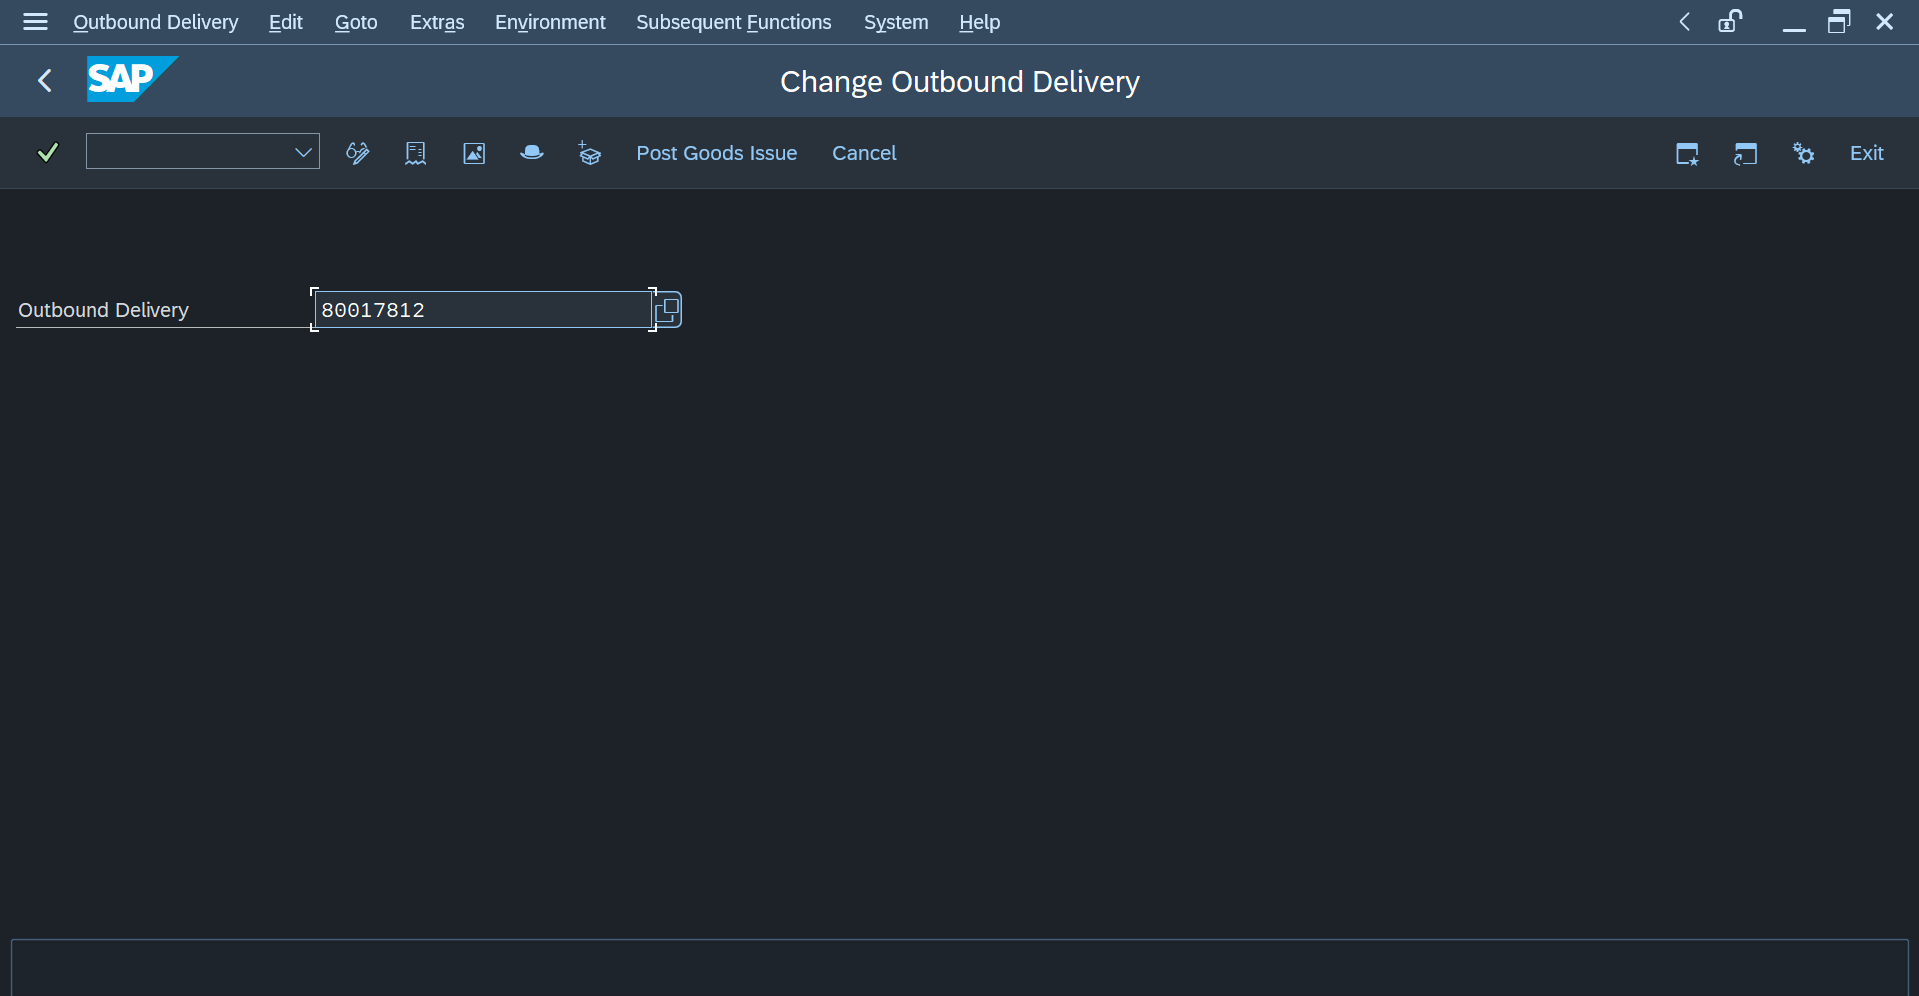 Outbound Delivery Edit Goto Extras Environment Subsequent Functions System Help
SAP Change Outbound Delivery
Post Goods Issue Cancel Exit
Outbound Delivery 80017812